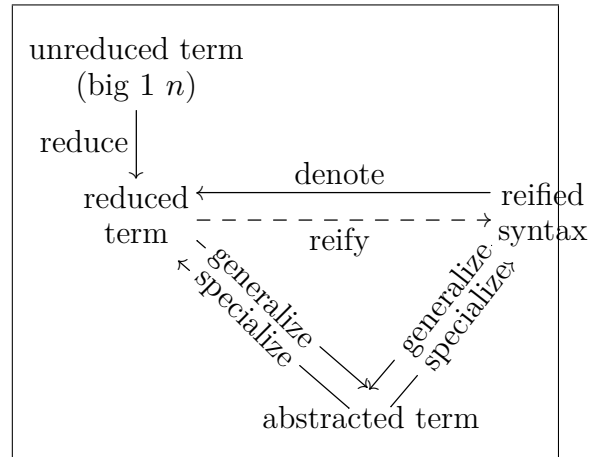 unreduced term
(big 1 n)
reduce
denote
reduced
term
reified
syntax
reify
generalize
specialize
generalize
specialize
abstracted term